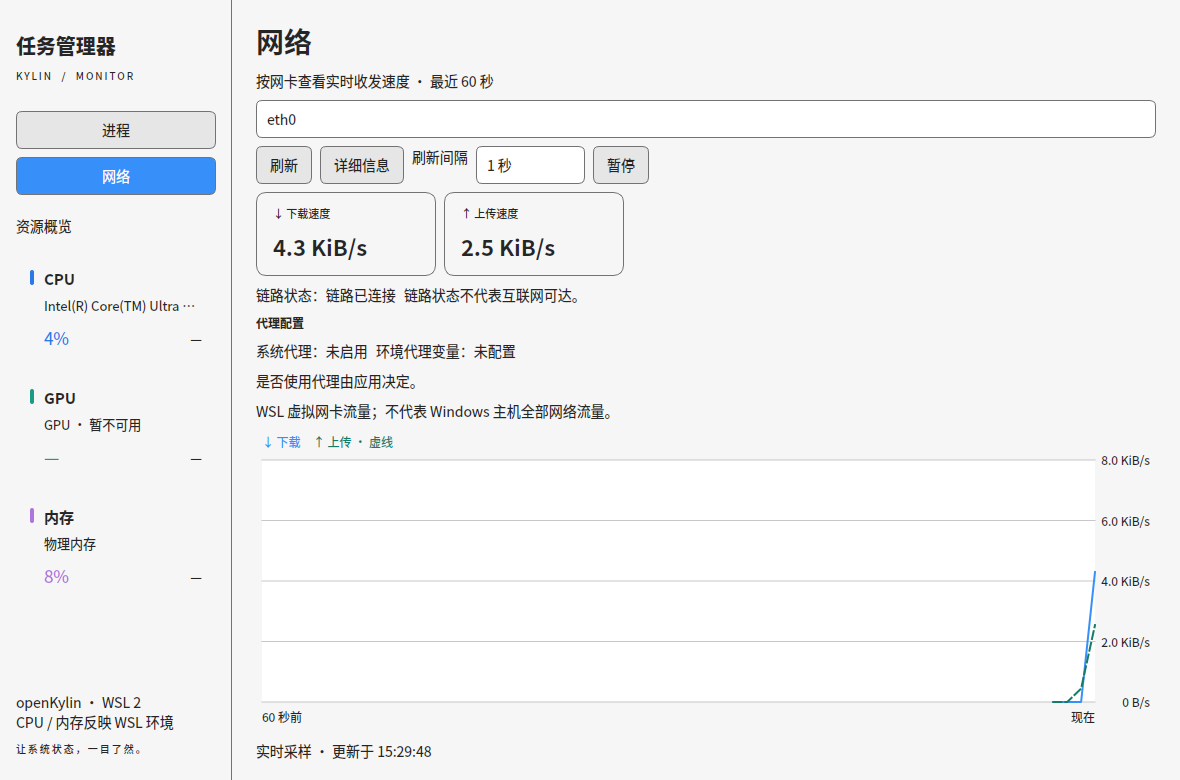 任务管理器
KYLIN / MONITOR
进程
网络
资源概览
CPU
Intel(R) Core(TM) Ultra ···
4% —
GPU
GPU · 暂不可用
— —
内存
物理内存
8% —
openKylin · WSL 2
CPU / 内存反映 WSL 环境
让系统状态，一目了然。
网络
按网卡查看实时收发速度 · 最近 60 秒
eth0
刷新 详细信息 刷新间隔 1 秒 暂停
↓ 下载速度 ↑ 上传速度
4.3 KiB/s 2.5 KiB/s
链路状态：链路已连接 链路状态不代表互联网可达。
代理配置
系统代理：未启用 环境代理变量：未配置
是否使用代理由应用决定。
WSL 虚拟网卡流量；不代表 Windows 主机全部网络流量。
↓ 下载 ↑ 上传 · 虚线
8.0 KiB/s
6.0 KiB/s
4.0 KiB/s
2.0 KiB/s
0 B/s
60 秒前 现在
实时采样 · 更新于 15:29:48